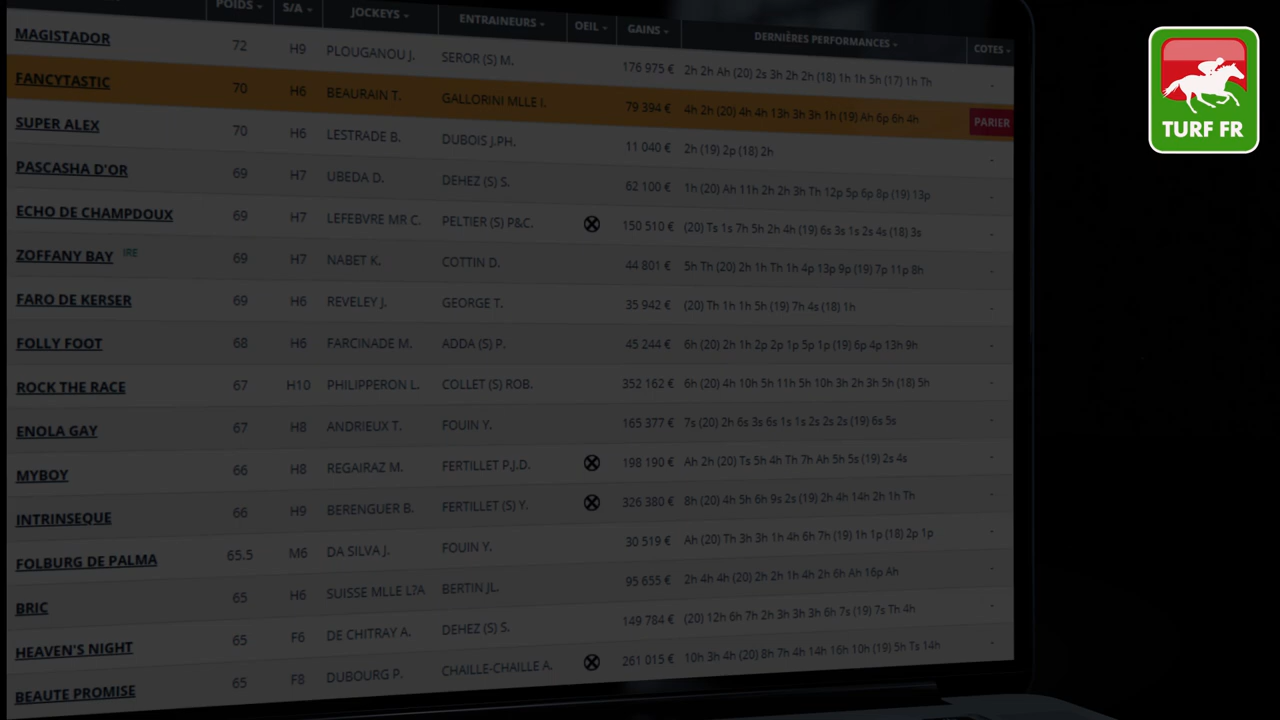 POIDS S/A JOCKEYS ENTRAINEURS OEIL GAINS DERNIÈRES PERFORMANCES COTES
MAGISTADOR 72 H9 PLOUGANOU J. SEROR (S) M. 176 975 € 2h 2h Ah (20) 2s 3h 2h 2h (18) 1h 1h 5h (17) 1h Th -
FANCYTASTIC 70 H6 BEAURAIN T. GALLORINI MLLE I. 79 394 € 4h 2h (20) 4h 4h 13h 3h 3h 1h (19) Ah 6p 6h 4h PARIER
SUPER ALEX 70 H6 LESTRADE B. DUBOIS J.PH. 11 040 € 2h (19) 2p (18) 2h -
PASCASHA D'OR 69 H7 UBEDA D. DEHEZ (S) S. 62 100 € 1h (20) Ah 11h 2h 2h 3h Th 12p 5p 6p 8p (19) 13p -
ECHO DE CHAMPDOUX 69 H7 LEFEBVRE MR C. PELTIER (S) P&C. 150 510 € (20) Ts 1s 7h 5h 2h 4h (19) 6s 3s 1s 2s 4s (18) 3s -
ZOFFANY BAY IRE 69 H7 NABET K. COTTIN D. 44 801 € 5h Th (20) 2h 1h Th 1h 4p 13p 9p (19) 7p 11p 8h -
FARO DE KERSER 69 H6 REVELEY J. GEORGE T. 35 942 € (20) Th 1h 1h 5h (19) 7h 4s (18) 1h -
FOLLY FOOT 68 H6 FARCINADE M. ADDA (S) P. 45 244 € 6h (20) 2h 1h 2p 2p 1p 5p 1p (19) 6p 4p 13h 9h -
ROCK THE RACE 67 H10 PHILIPPERON L. COLLET (S) ROB. 352 162 € 6h (20) 4h 10h 5h 11h 5h 10h 3h 2h 3h 5h (18) 5h -
ENOLA GAY 67 H8 ANDRIEUX T. FOUIN Y. 165 377 € 7s (20) 2h 6s 3s 6s 1s 1s 2s 2s 2s (19) 6s 5s -
MYBOY 66 H8 REGAIRAZ M. FERTILLET P.J.D. 198 190 € Ah 2h (20) Ts 5h 4h Th 7h Ah 5h 5s (19) 2s 4s -
INTRINSEQUE 66 H9 BERENGUER B. FERTILLET (S) Y. 326 380 € 8h (20) 4h 5h 6h 9s 2s (19) 2h 4h 14h 2h 1h Th -
FOLBURG DE PALMA 65.5 M6 DA SILVA J. FOUIN Y. 30 519 € Ah (20) Th 3h 3h 1h 4h 6h 7h (19) 1h 1p (18) 2p 1p -
BRIC 65 H6 SUISSE MLLE L?A BERTIN JL. 95 655 € 2h 4h 4h (20) 2h 2h 1h 4h 2h 6h Ah 16p Ah -
HEAVEN'S NIGHT 65 F6 DE CHITRAY A. DEHEZ (S) S. 149 784 € (20) 12h 6h 7h 2h 3h 3h 3h 6h 7s (19) 7s Th 4h -
BEAUTE PROMISE 65 F8 DUBOURG P. CHAILLE-CHAILLE A. 261 015 € 10h 3h 4h (20) 8h 7h 4h 14h 16h 10h (19) 5h Ts 14h -
TURF FR